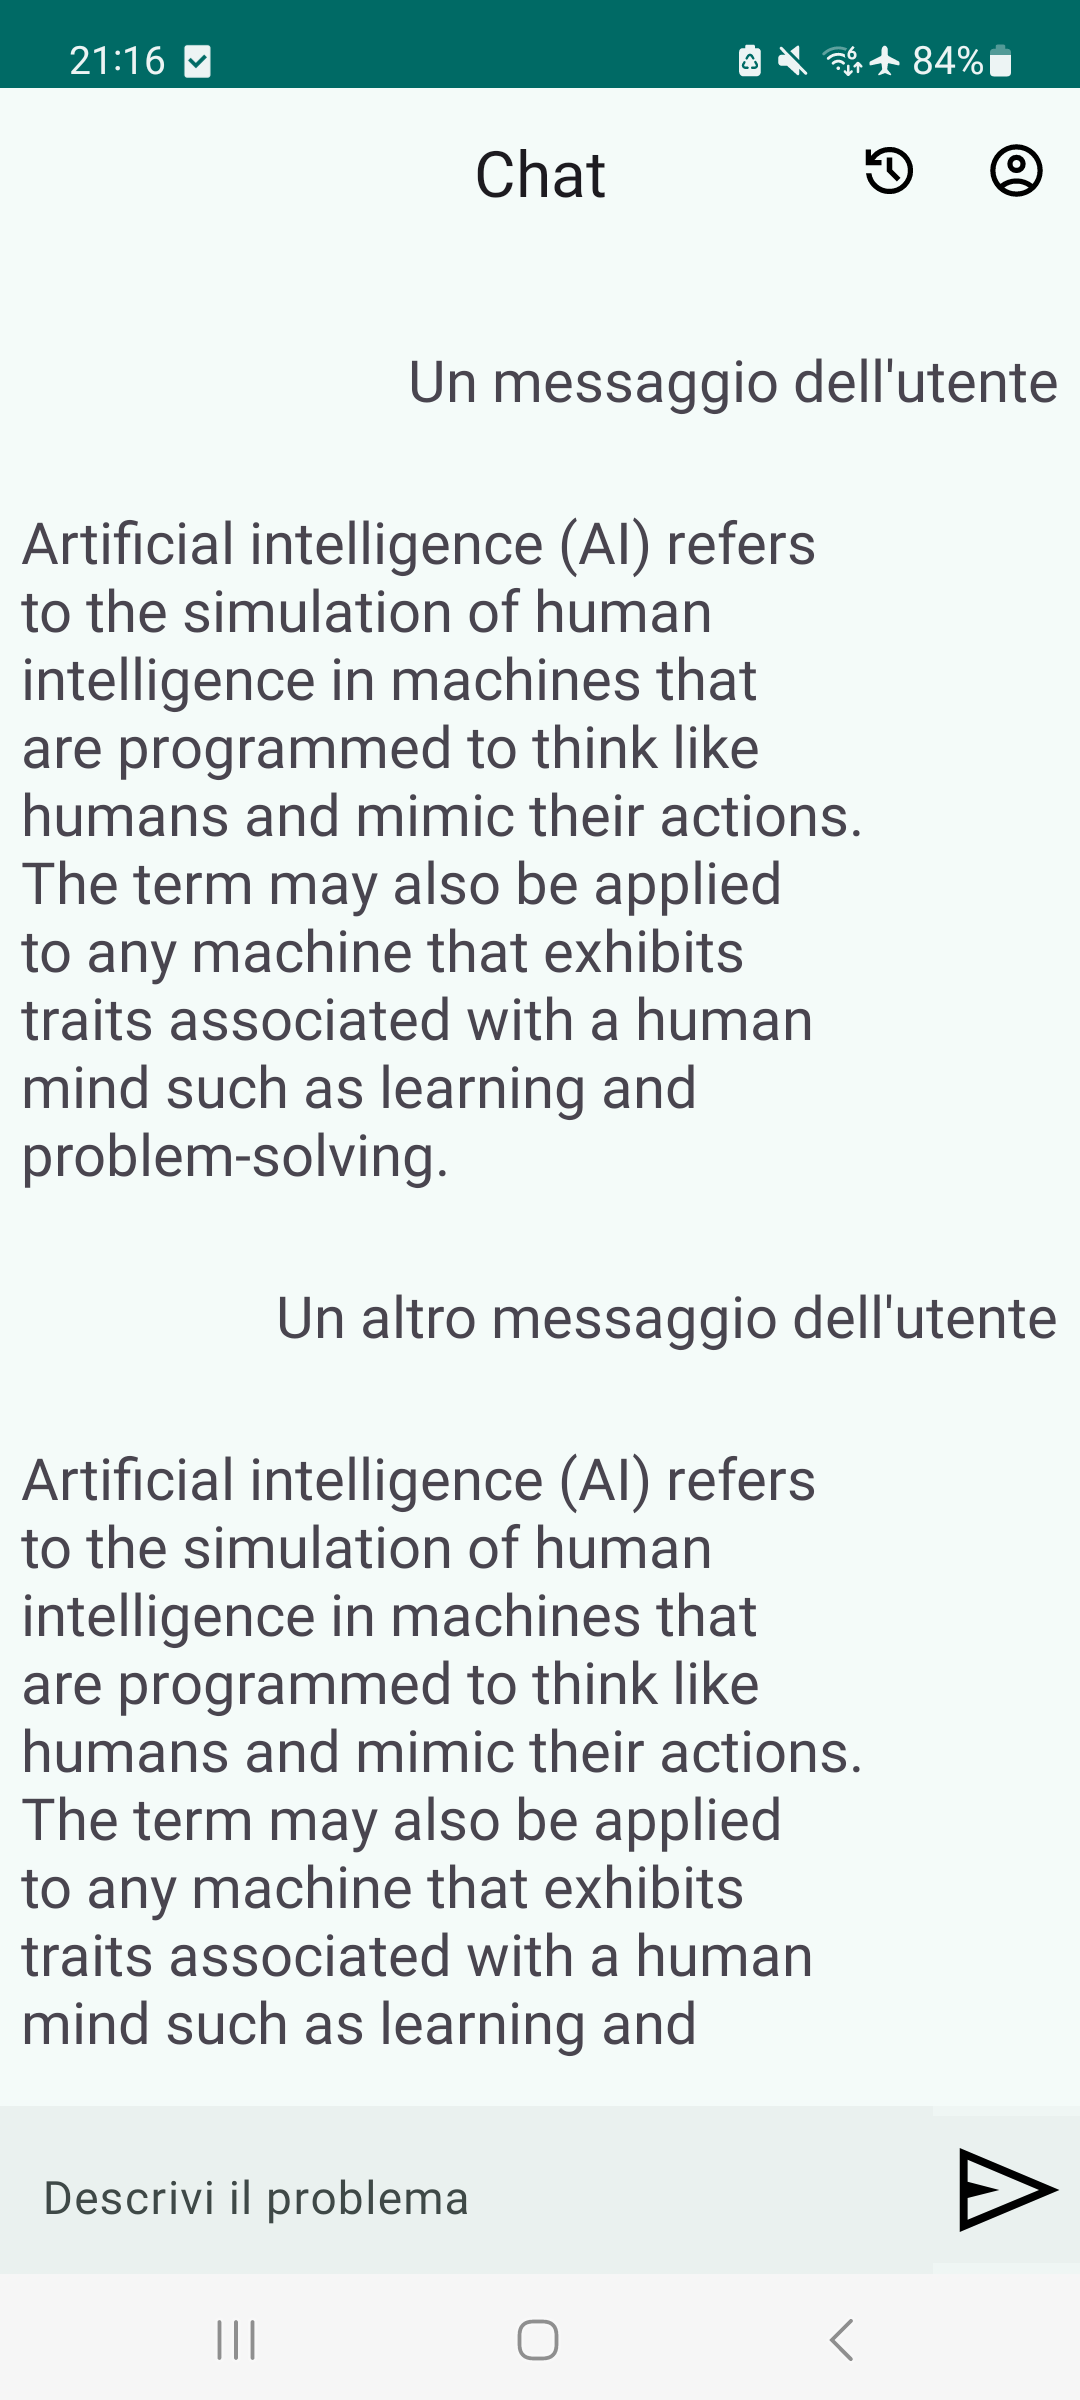 21:16
84%
Chat
Un messaggio dell'utente
Artificial intelligence (AI) refers
to the simulation of human
intelligence in machines that
are programmed to think like
humans and mimic their actions.
The term may also be applied
to any machine that exhibits
traits associated with a human
mind such as learning and
problem-solving.
Un altro messaggio dell'utente
Artificial intelligence (AI) refers
to the simulation of human
intelligence in machines that
are programmed to think like
humans and mimic their actions.
The term may also be applied
to any machine that exhibits
traits associated with a human
mind such as learning and
Descrivi il problema